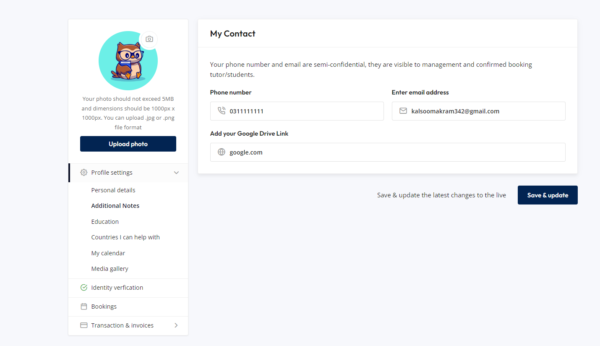 Your photo should not exceed 5MB
and dimensions should be 1000px x
1000px. You can upload .jpg or .png
file format
Upload photo
Profile settings
Personal details
Additional Notes
Education
Countries I can help with
My calendar
Media gallery
Identity verfication
Bookings
Transaction & invoices
My Contact
Your phone number and email are semi-confidential, they are visible to management and confirmed booking
tutor/students.
Phone number
0311111111
Enter email address
kalsoomakram342@gmail.com
Add your Google Drive Link
google.com
Save & update the latest changes to the live
Save & update